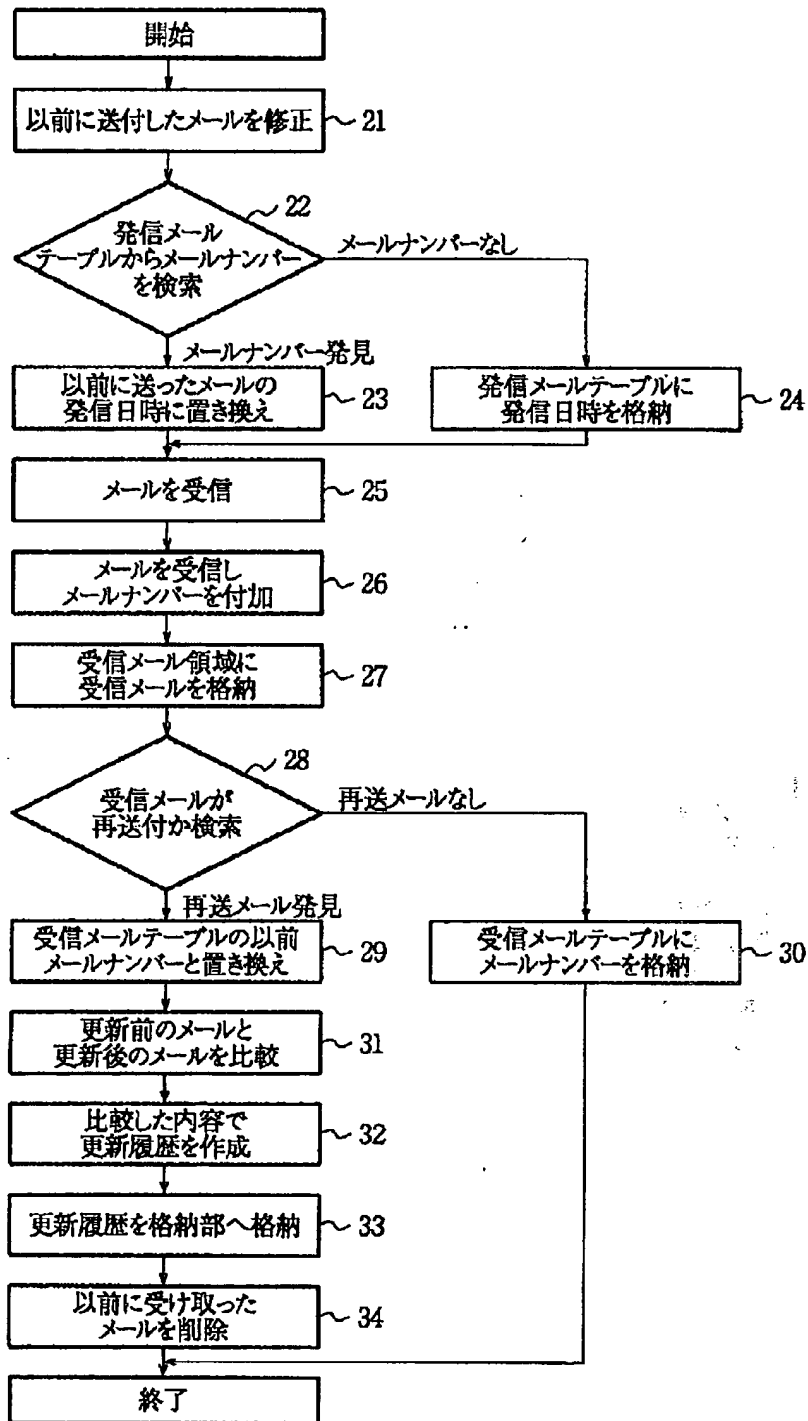 開始
以前に送付したメールを修正
21
22
発信メール
テーブルからメールナンバー
を検索
メールナンバーなし
メールナンバー発見
以前に送ったメールの
発信日時に置き換え
23
発信メールテーブルに
発信日時を格納
24
メールを受信
25
メールを受信し
メールナンバーを付加
26
受信メール領域に
受信メールを格納
27
28
受信メールが
再送付か検索
再送メールなし
再送メール発見
受信メールテーブルの以前
メールナンバーと置き換え
29
受信メールテーブルに
メールナンバーを格納
30
更新前のメールと
更新後のメールを比較
31
比較した内容で
更新履歴を作成
32
更新履歴を格納部へ格納
33
以前に受け取った
メールを削除
34
終了